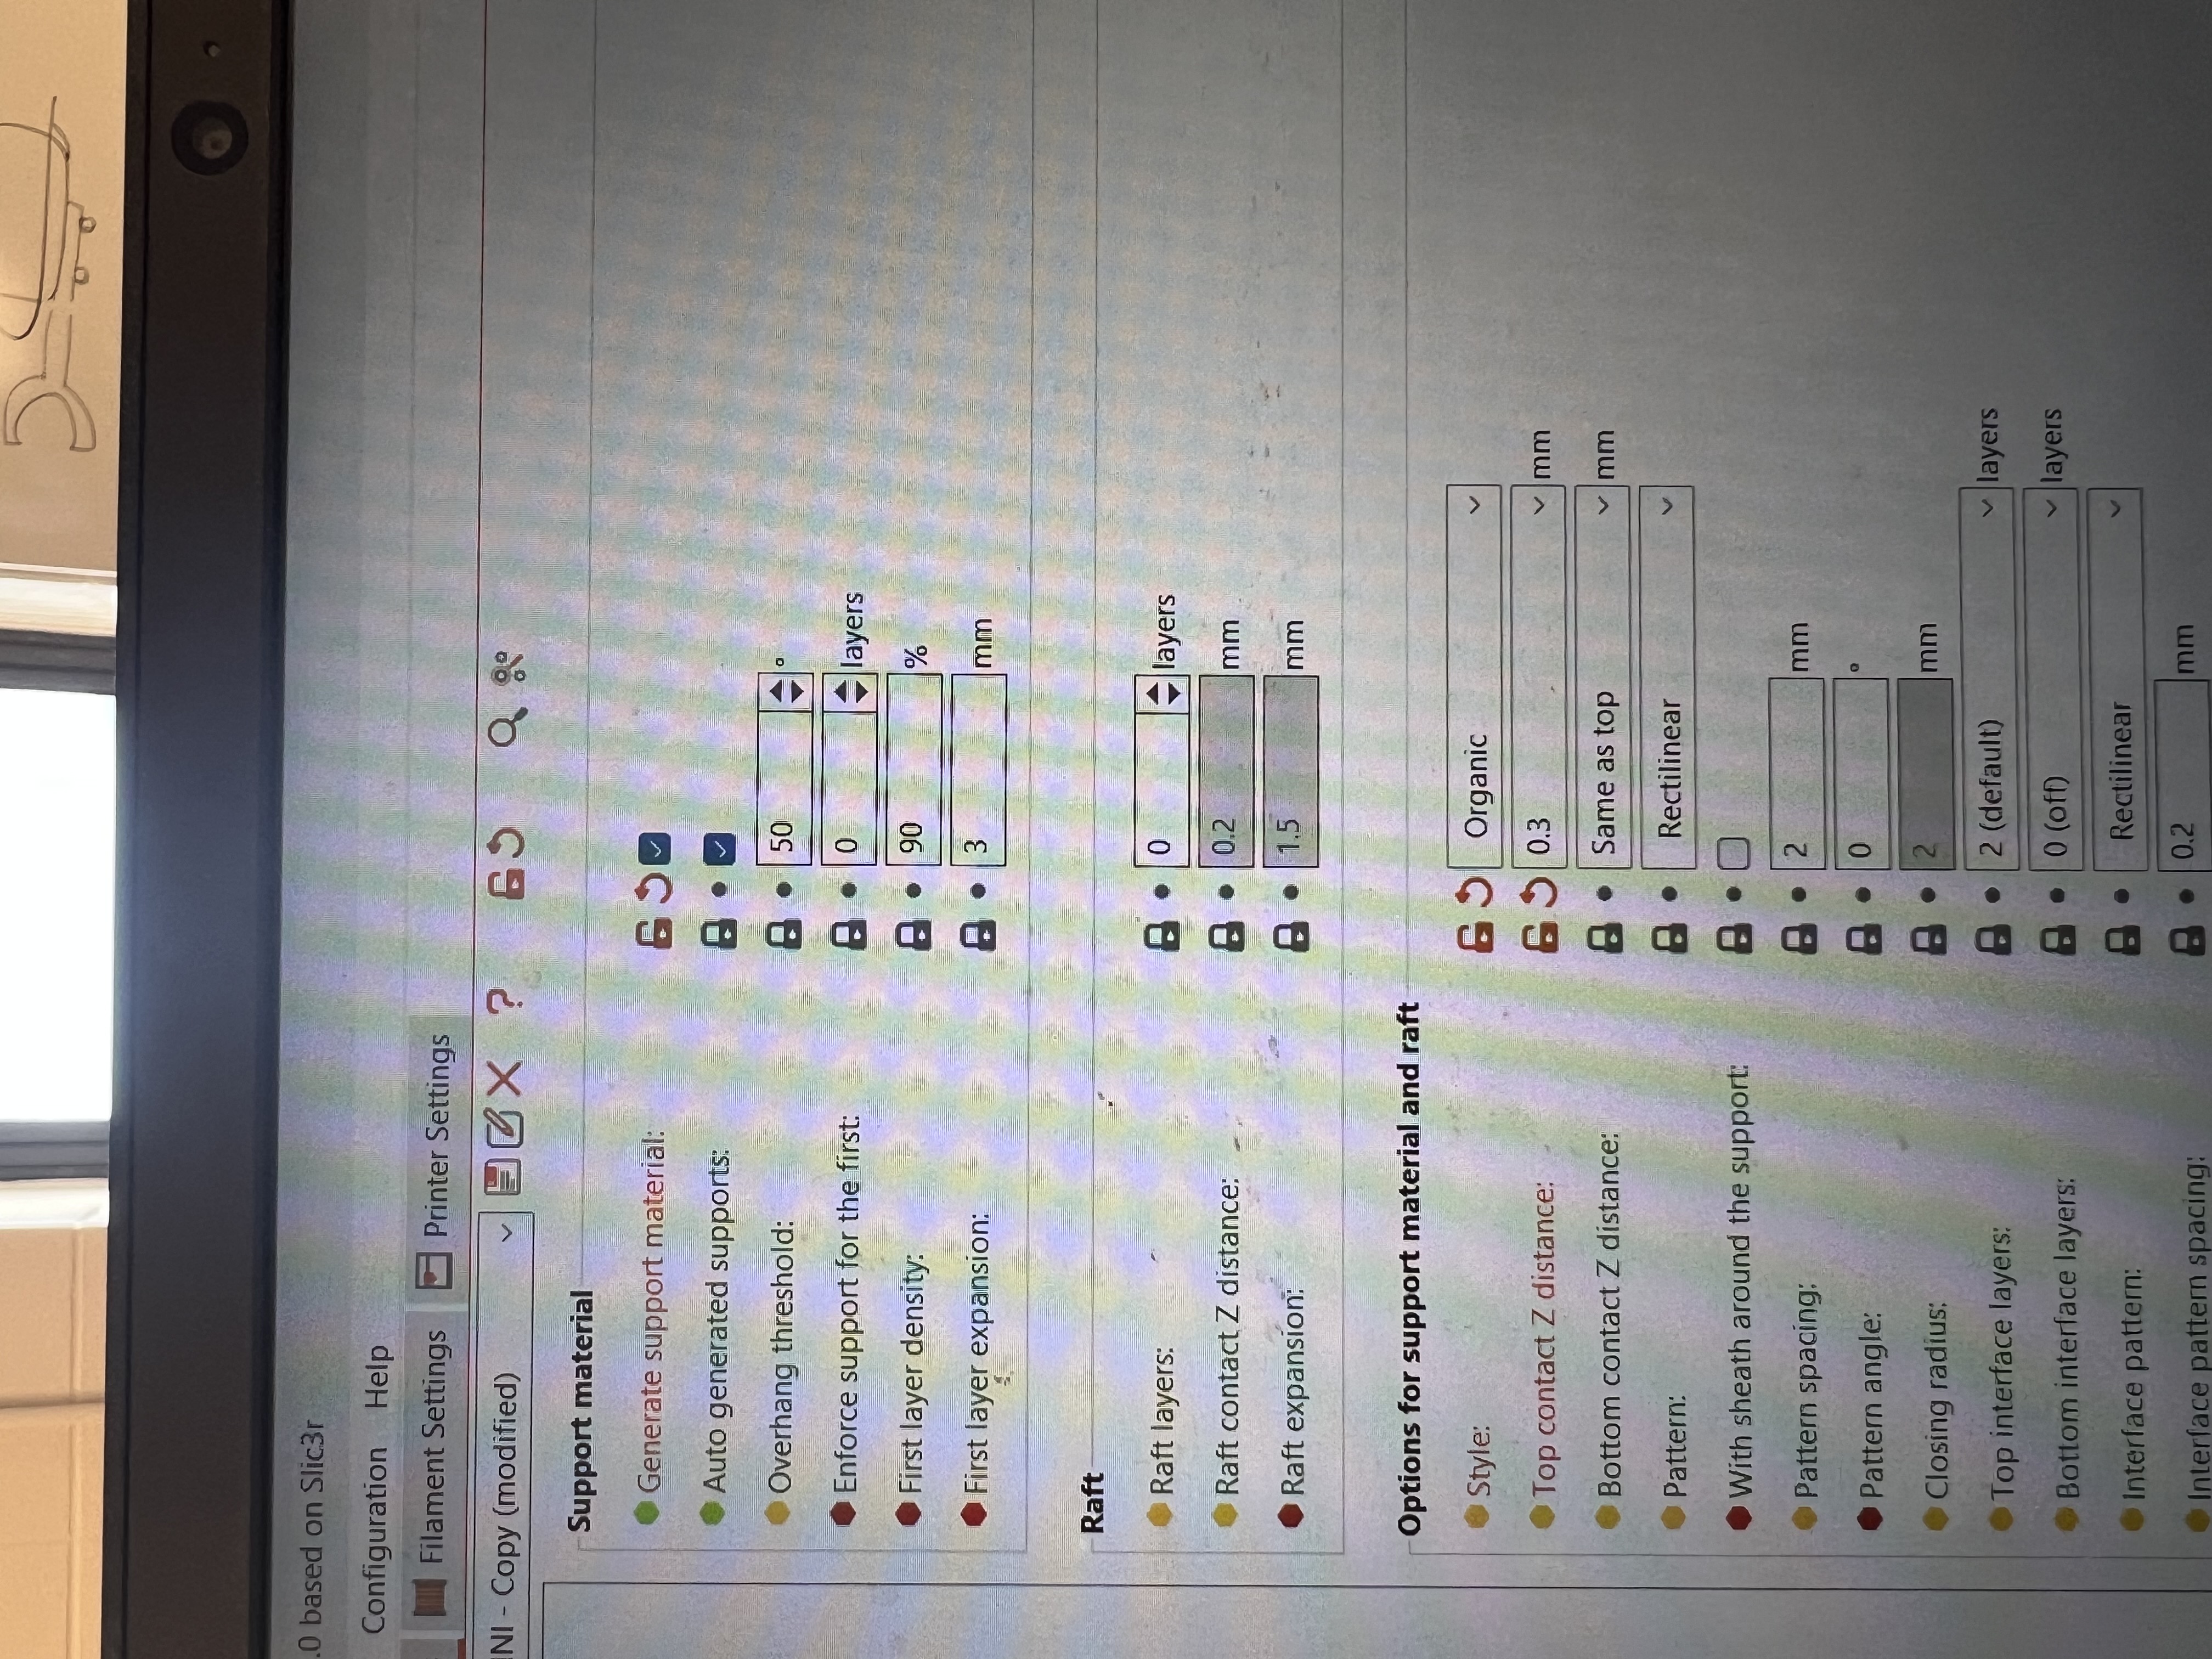 .0 based on Slic3r
Configuration Help
Filament Settings Printer Settings
NI - Copy (modified)
Support material
Generate support material:
Auto generated supports:
Overhang threshold: 50 °
Enforce support for the first: 0 layers
First layer density: 90 %
First layer expansion: 3 mm
Raft
Raft layers: 0 layers
Raft contact Z distance: 0.2 mm
Raft expansion: 1.5 mm
Options for support material and raft
Style: Organic
Top contact Z distance: 0.3 mm
Bottom contact Z distance: Same as top mm
Pattern: Rectilinear
With sheath around the support:
Pattern spacing: 2 mm
Pattern angle: 0 °
Closing radius: 2 mm
Top interface layers: 2 (default) layers
Bottom interface layers: 0 (off) layers
Interface pattern: Rectilinear
Interface pattern spacing: 0.2 mm